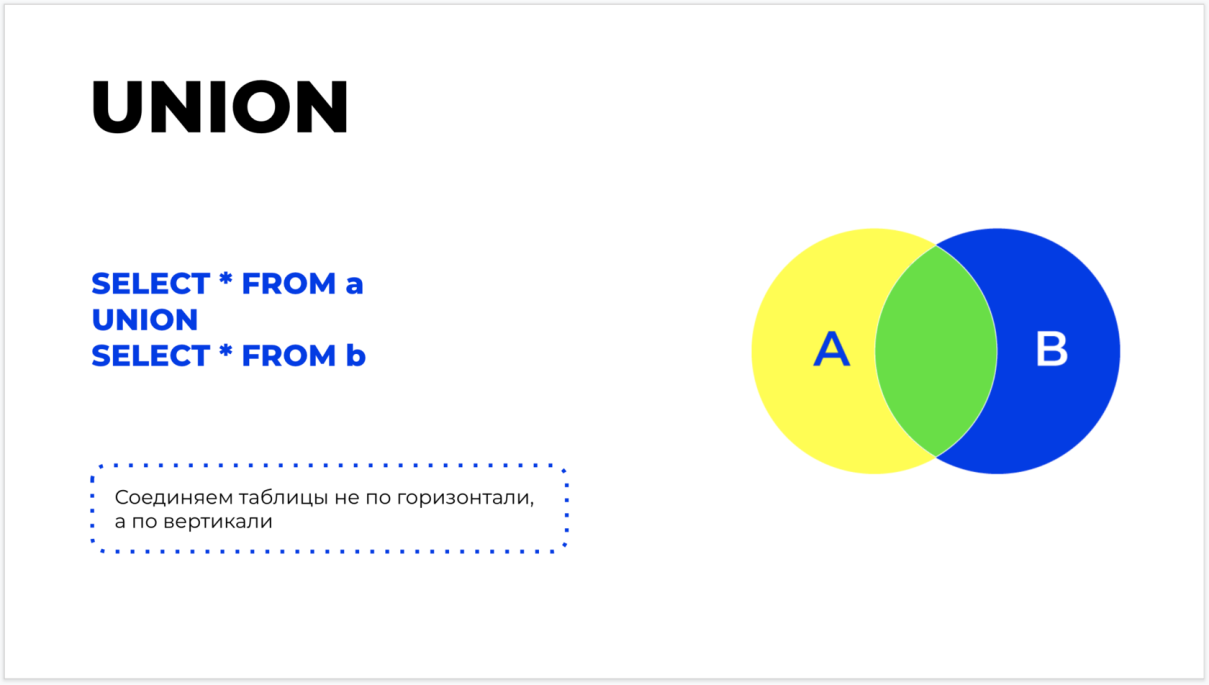 UNION
SELECT * FROM a
UNION
SELECT * FROM b
A
B
Соединяем таблицы не по горизонтали,
а по вертикали